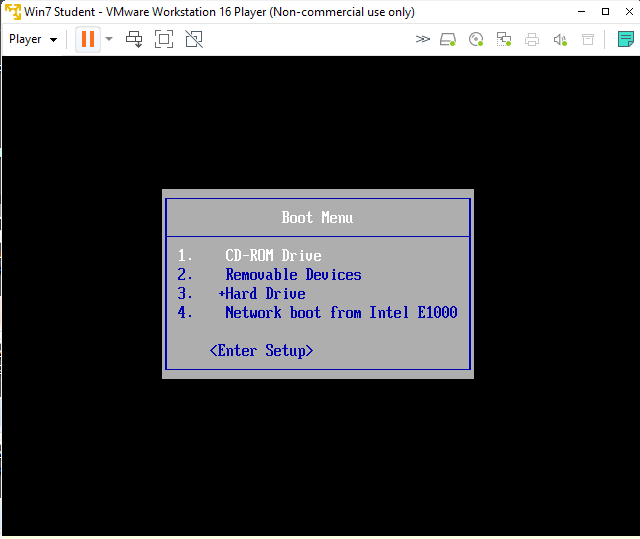 Win7 Student - VMware Workstation 16 Player (Non-commercial use only)
Player
Boot Menu
1. CD-ROM Drive
2. Removable Devices
3. +Hard Drive
4. Network boot from Intel E1000
<Enter Setup>